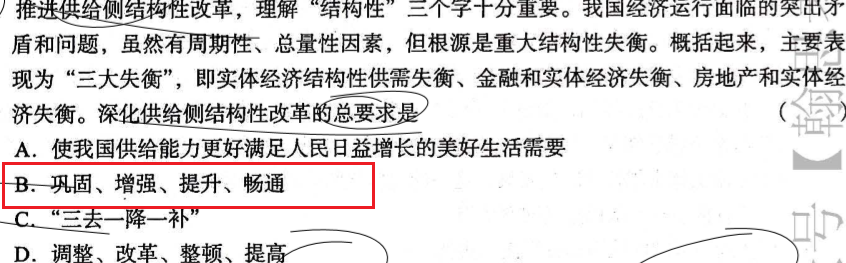 推进供给侧结构性改革，理解“结构性”三个字十分重要。我国经济运行面临的突出矛
盾和问题，虽然有周期性、总量性因素，但根源是重大结构性失衡。概括起来，主要表
现为“三大失衡”，即实体经济结构性供需失衡、金融和实体经济失衡、房地产和实体经
济失衡。深化供给侧结构性改革的总要求是（ ）
A．使我国供给能力更好满足人民日益增长的美好生活需要
B．巩固、增强、提升、畅通
C．“三去一降一补”
D．调整、改革、整顿、提高